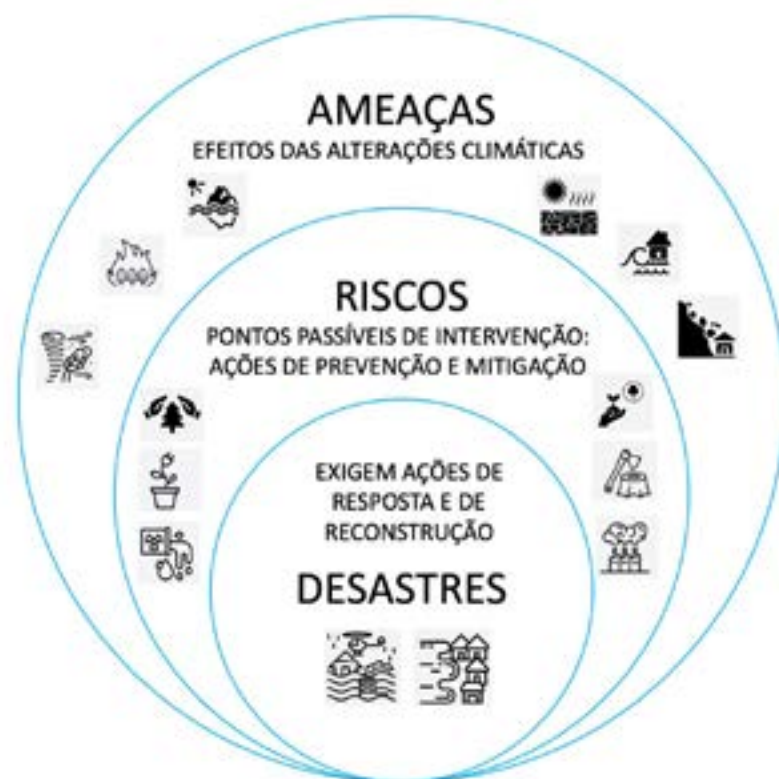 AMEAÇAS
EFEITOS DAS ALTERAÇÕES CLIMÁTICAS
RISCOS
PONTOS PASSÍVEIS DE INTERVENÇÃO:
AÇÕES DE PREVENÇÃO E MITIGAÇÃO
EXIGEM AÇÕES DE
RESPOSTA E DE
RECONSTRUÇÃO
DESASTRES